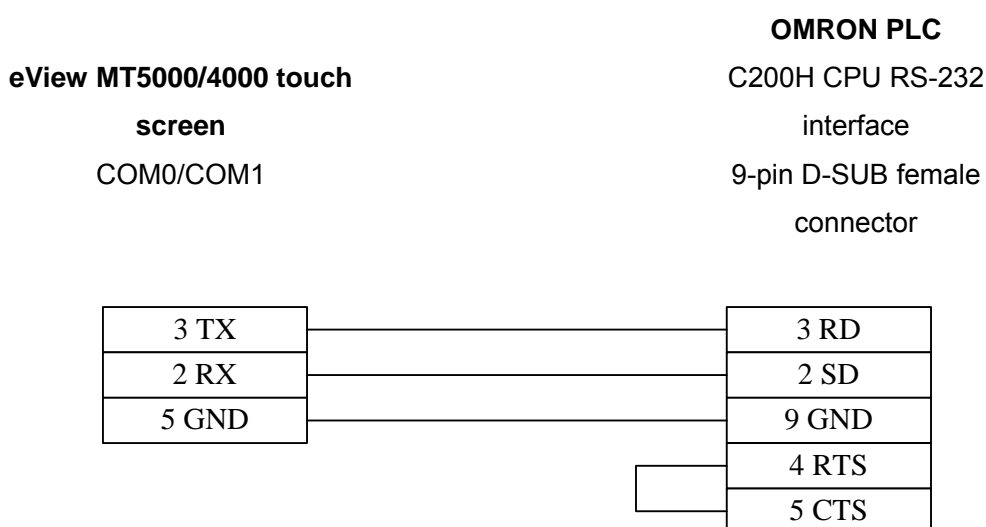 eView MT5000/4000 touch
screen
COM0/COM1
OMRON PLC
C200H CPU RS-232
interface
9-pin D-SUB female
connector
3 TX
2 RX
5 GND
3 RD
2 SD
9 GND
4 RTS
5 CTS